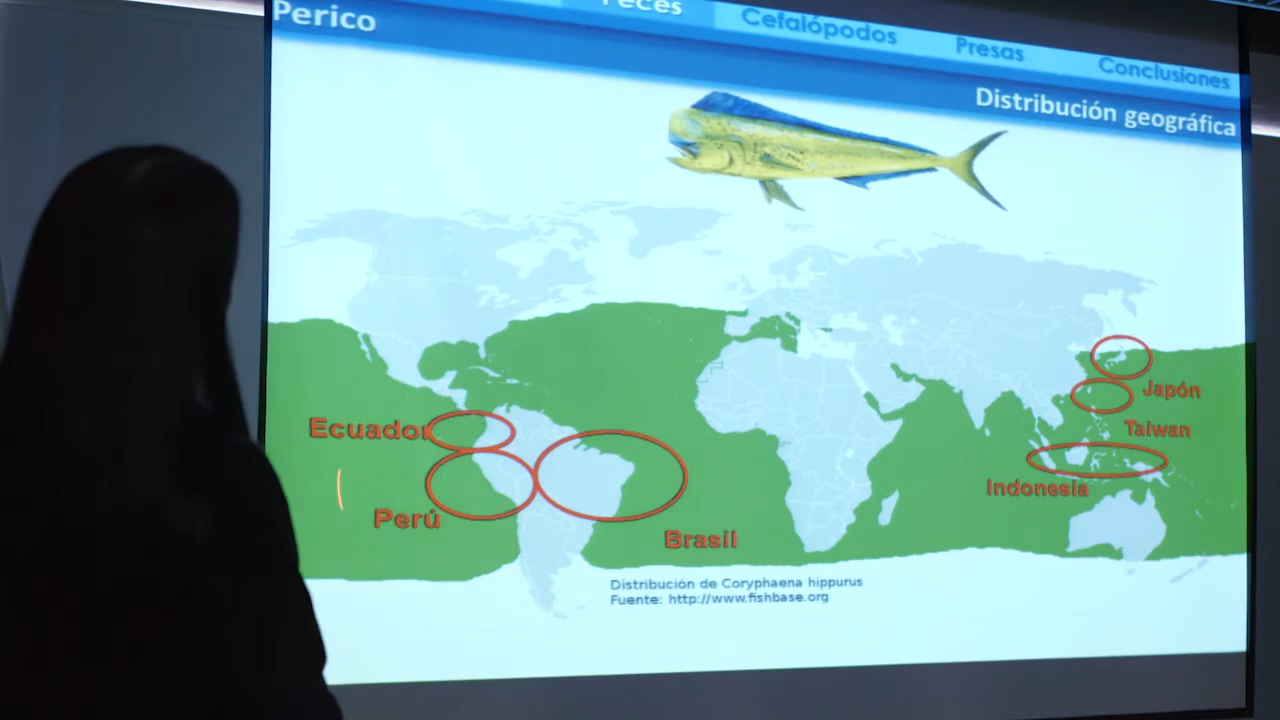 Perico
Peces
Cefalópodos
Presas
Conclusiones
Distribución geográfica
Ecuador
Perú
Brasil
Japón
Taiwan
Indonesia
Distribución de Coryphaena hippurus
Fuente: http://www.fishbase.org